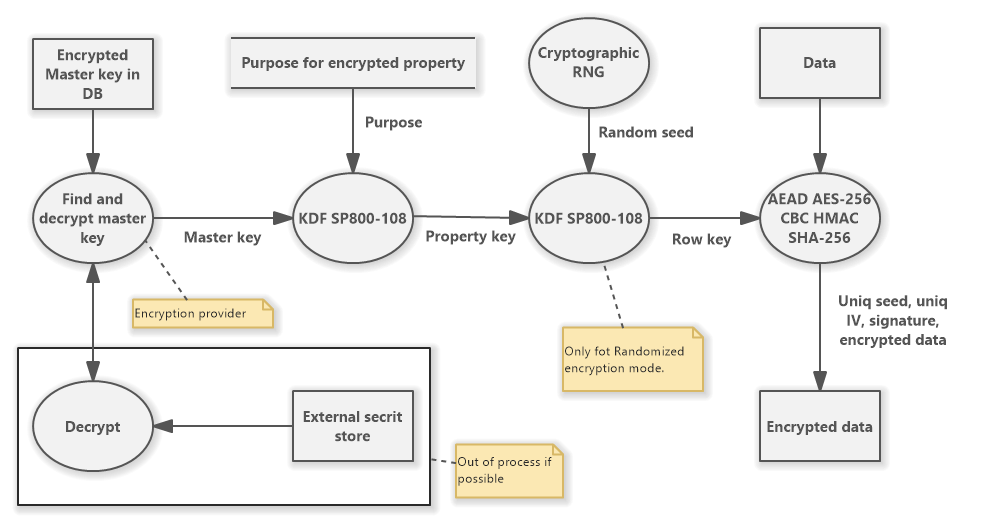 Encrypted
Master key in
DB
Purpose for encrypted property
Cryptographic
RNG
Data
Purpose
Random seed
Find and
decrypt master
key
KDF SP800-108
KDF SP800-108
AEAD AES-256
CBC HMAC
SHA-256
Master key
Property key
Row key
Encryption provider
Uniq seed, uniq
IV, signature,
encrypted data
Only fot Randomized
encryption mode.
Decrypt
External secrit
store
Encrypted data
Out of process if
possible